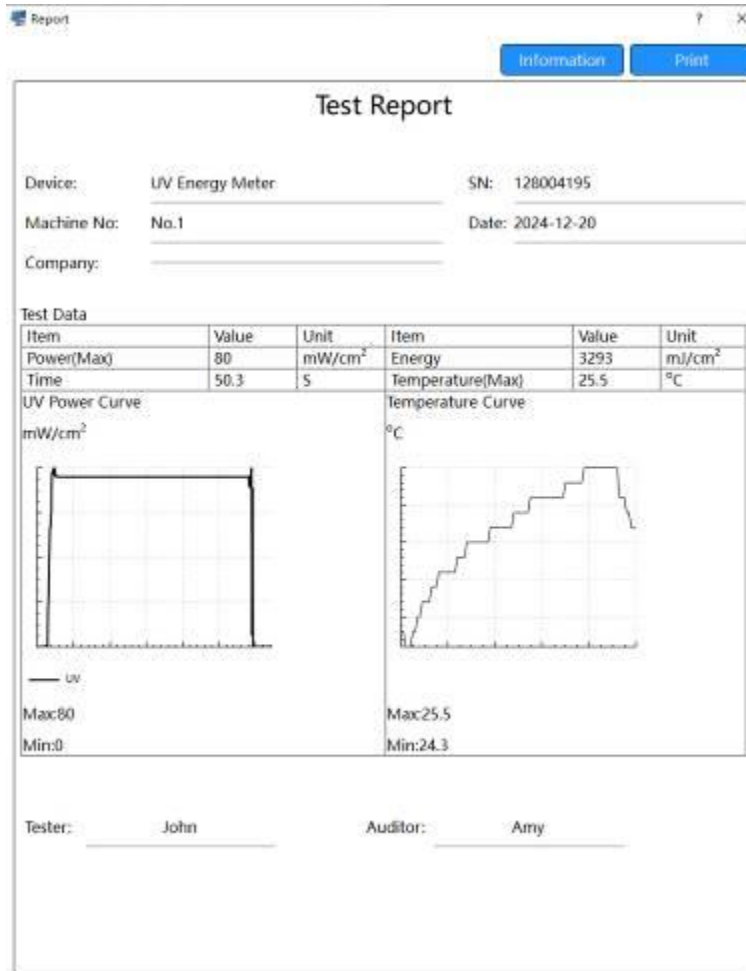 Report
Information Print
Test Report
Device: UV Energy Meter SN: 128004195
Machine No: No.1 Date: 2024-12-20
Company:
Test Data
Item Value Unit Item Value Unit
Power(Max) 80 mW/cm² Energy 3293 mJ/cm²
Time 50.3 S Temperature(Max) 25.5 °C
UV Power Curve Temperature Curve
mW/cm² °C
UV
Max:80 Max:25.5
Min:0 Min:24.3
Tester: John Auditor: Amy